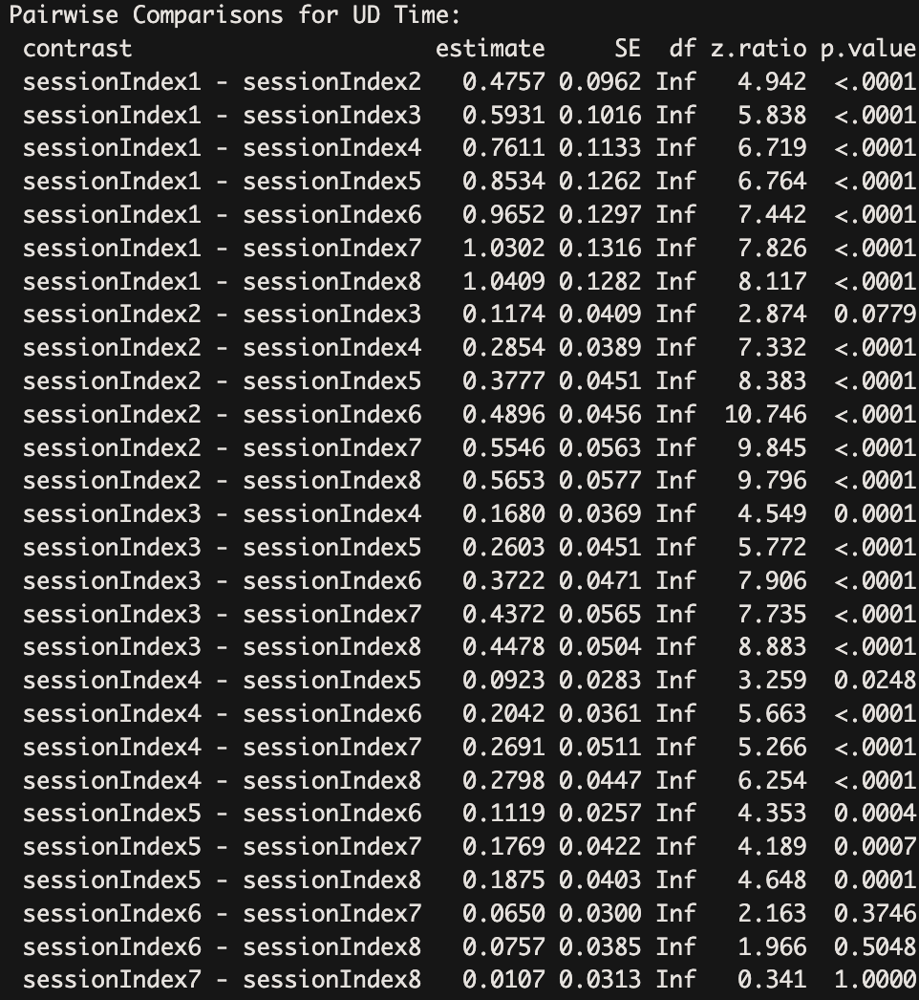 Pairwise Comparisons for UD Time:
contrast estimate SE df z.ratio p.value
sessionIndex1 - sessionIndex2 0.4757 0.0962 Inf 4.942 <.0001
sessionIndex1 - sessionIndex3 0.5931 0.1016 Inf 5.838 <.0001
sessionIndex1 - sessionIndex4 0.7611 0.1133 Inf 6.719 <.0001
sessionIndex1 - sessionIndex5 0.8534 0.1262 Inf 6.764 <.0001
sessionIndex1 - sessionIndex6 0.9652 0.1297 Inf 7.442 <.0001
sessionIndex1 - sessionIndex7 1.0302 0.1316 Inf 7.826 <.0001
sessionIndex1 - sessionIndex8 1.0409 0.1282 Inf 8.117 <.0001
sessionIndex2 - sessionIndex3 0.1174 0.0409 Inf 2.874 0.0779
sessionIndex2 - sessionIndex4 0.2854 0.0389 Inf 7.332 <.0001
sessionIndex2 - sessionIndex5 0.3777 0.0451 Inf 8.383 <.0001
sessionIndex2 - sessionIndex6 0.4896 0.0456 Inf 10.746 <.0001
sessionIndex2 - sessionIndex7 0.5546 0.0563 Inf 9.845 <.0001
sessionIndex2 - sessionIndex8 0.5653 0.0577 Inf 9.796 <.0001
sessionIndex3 - sessionIndex4 0.1680 0.0369 Inf 4.549 0.0001
sessionIndex3 - sessionIndex5 0.2603 0.0451 Inf 5.772 <.0001
sessionIndex3 - sessionIndex6 0.3722 0.0471 Inf 7.906 <.0001
sessionIndex3 - sessionIndex7 0.4372 0.0565 Inf 7.735 <.0001
sessionIndex3 - sessionIndex8 0.4478 0.0504 Inf 8.883 <.0001
sessionIndex4 - sessionIndex5 0.0923 0.0283 Inf 3.259 0.0248
sessionIndex4 - sessionIndex6 0.2042 0.0361 Inf 5.663 <.0001
sessionIndex4 - sessionIndex7 0.2691 0.0511 Inf 5.266 <.0001
sessionIndex4 - sessionIndex8 0.2798 0.0447 Inf 6.254 <.0001
sessionIndex5 - sessionIndex6 0.1119 0.0257 Inf 4.353 0.0004
sessionIndex5 - sessionIndex7 0.1769 0.0422 Inf 4.189 0.0007
sessionIndex5 - sessionIndex8 0.1875 0.0403 Inf 4.648 0.0001
sessionIndex6 - sessionIndex7 0.0650 0.0300 Inf 2.163 0.3746
sessionIndex6 - sessionIndex8 0.0757 0.0385 Inf 1.966 0.5048
sessionIndex7 - sessionIndex8 0.0107 0.0313 Inf 0.341 1.0000